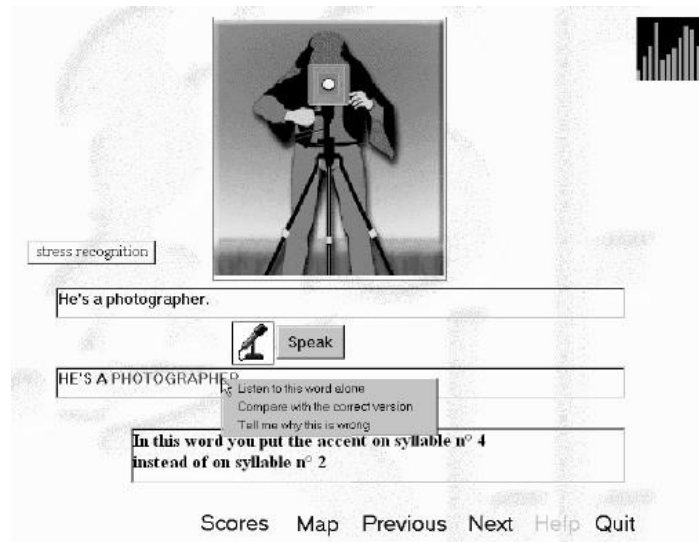 stress recognition
He's a photographer.
Speak
HE'S A PHOTOGRAPHER
Listen to this word alone
Compare with the correct version
Tell me why this is wrong
In this word you put the accent on syllable n° 4
instead of on syllable n° 2
Scores Map Previous Next Help Quit